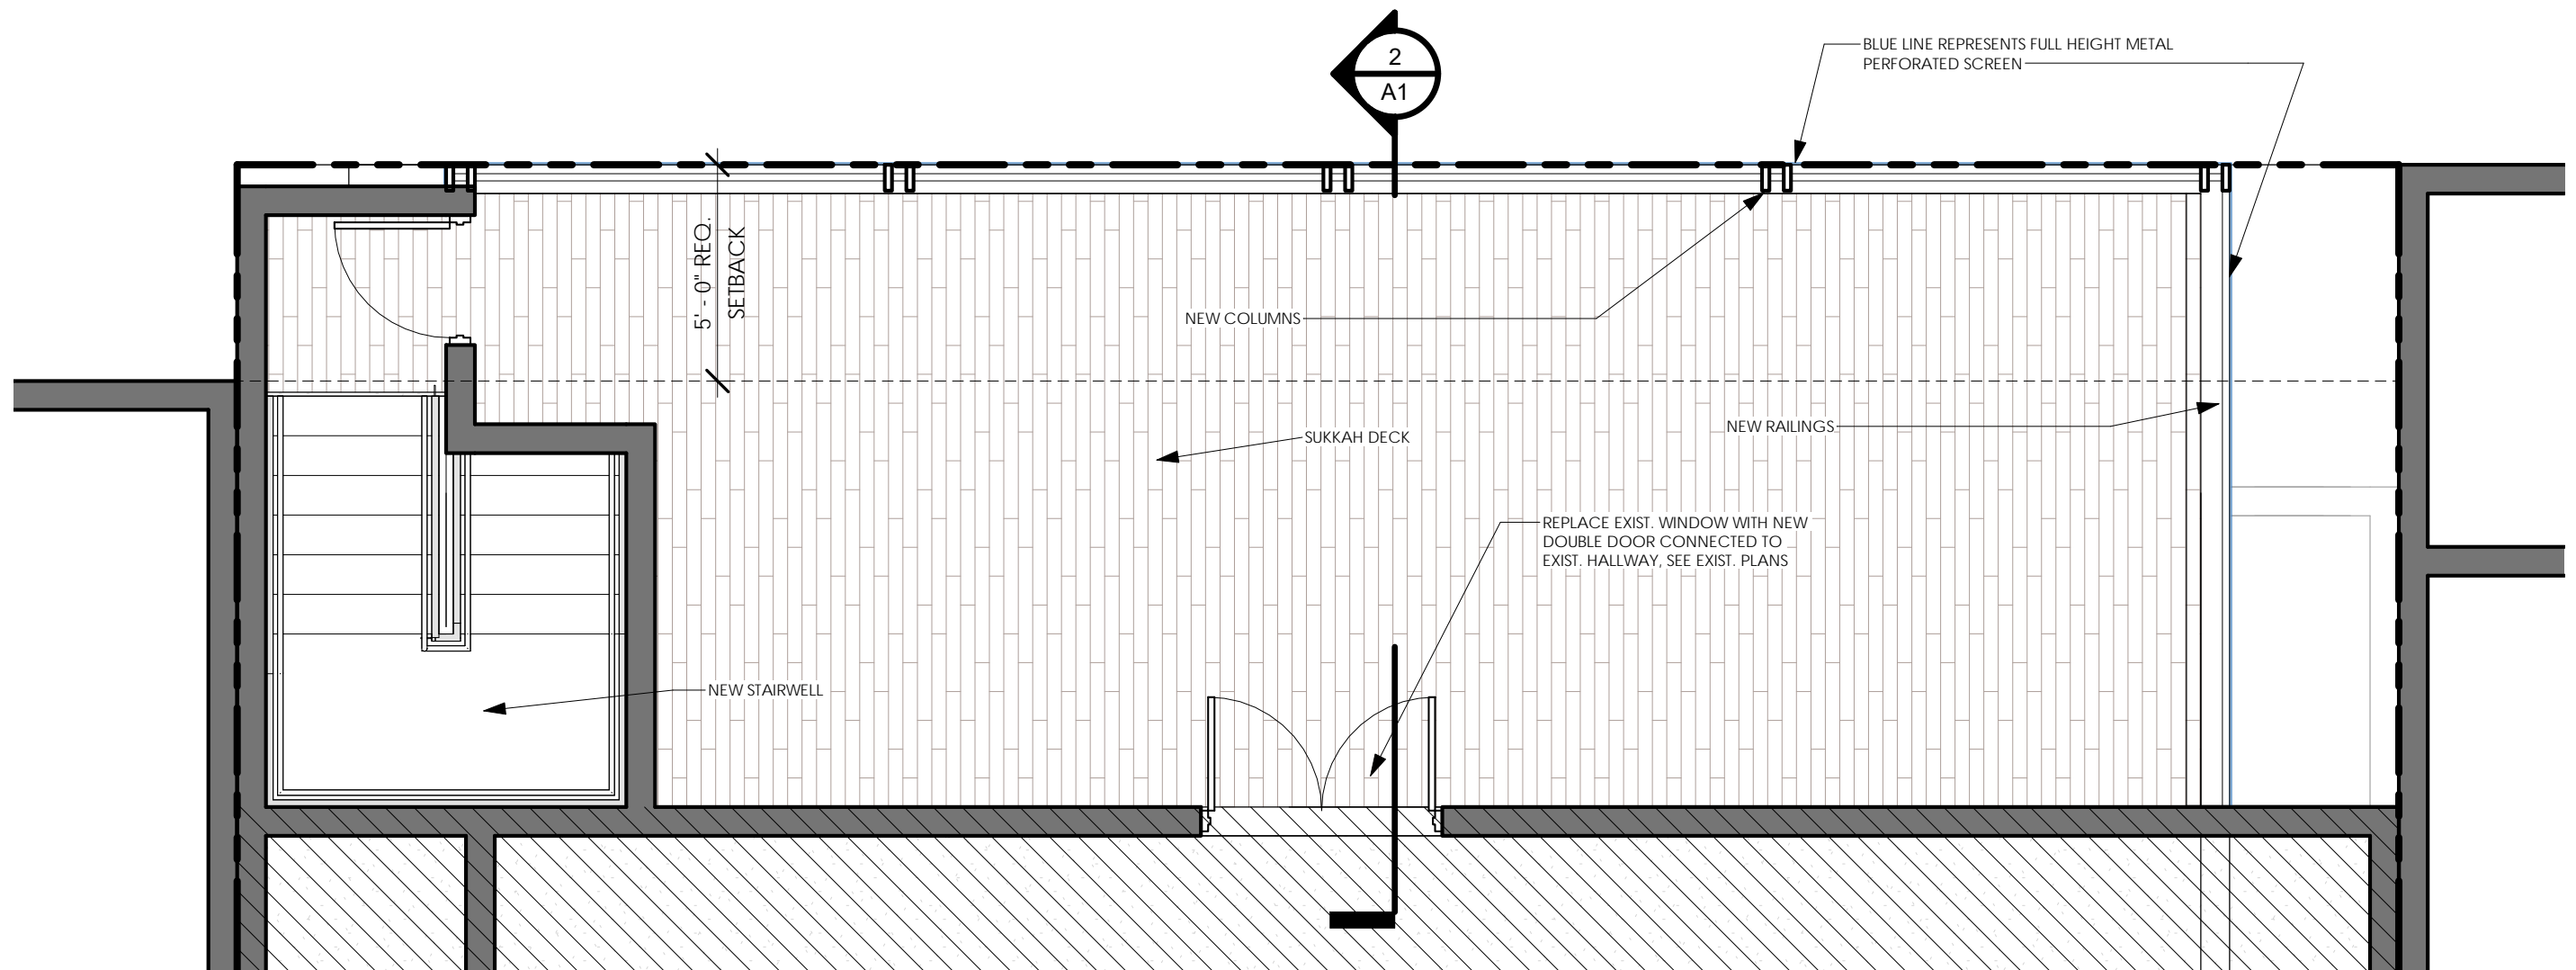 2
A1
BLUE LINE REPRESENTS FULL HEIGHT METAL
PERFORATED SCREEN
5' - 0" REQ.
SETBACK
NEW COLUMNS
SUKKAH DECK
NEW RAILINGS
REPLACE EXIST. WINDOW WITH NEW
DOUBLE DOOR CONNECTED TO
EXIST. HALLWAY, SEE EXIST. PLANS
NEW STAIRWELL